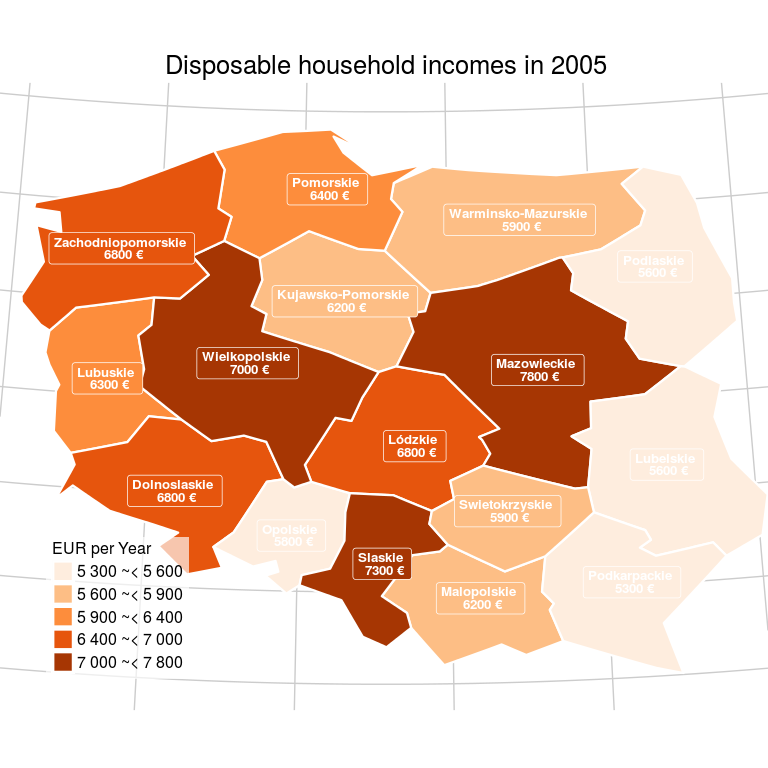 Disposable household incomes in 2005
Pomorskie
6400 €
Warminsko-Mazurskie
5900 €
Zachodniopomorskie
6800 €
Podlaskie
5600 €
Kujawsko-Pomorskie
6200 €
Wielkopolskie
7000 €
Mazowieckie
7800 €
Lubuskie
6300 €
Lódzkie
6800 €
Lubelskie
5600 €
Dolnoslaskie
6800 €
Swietokrzyskie
5900 €
Opolskie
5800 €
Slaskie
7300 €
Podkarpackie
5300 €
Malopolskie
6200 €
EUR per Year
5 300 ~< 5 600
5 600 ~< 5 900
5 900 ~< 6 400
6 400 ~< 7 000
7 000 ~< 7 800